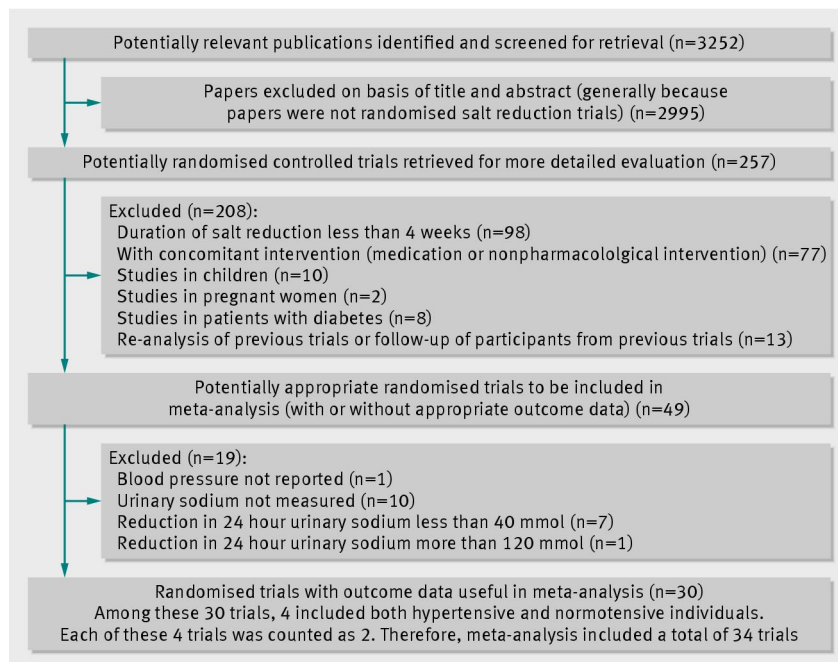 Potentially relevant publications identified and screened for retrieval (n=3252)
Papers excluded on basis of title and abstract (generally because
papers were not randomised salt reduction trials) (n=2995)
Potentially randomised controlled trials retrieved for more detailed evaluation (n=257)
Excluded (n=208):
Duration of salt reduction less than 4 weeks (n=98)
With concomitant intervention (medication or nonpharmacololgical intervention) (n=77)
Studies in children (n=10)
Studies in pregnant women (n=2)
Studies in patients with diabetes (n=8)
Re-analysis of previous trials or follow-up of participants from previous trials (n=13)
Potentially appropriate randomised trials to be included in
meta-analysis (with or without appropriate outcome data) (n=49)
Excluded (n=19):
Blood pressure not reported (n=1)
Urinary sodium not measured (n=10)
Reduction in 24 hour urinary sodium less than 40 mmol (n=7)
Reduction in 24 hour urinary sodium more than 120 mmol (n=1)
Randomised trials with outcome data useful in meta-analysis (n=30)
Among these 30 trials, 4 included both hypertensive and normotensive individuals.
Each of these 4 trials was counted as 2. Therefore, meta-analysis included a total of 34 trials